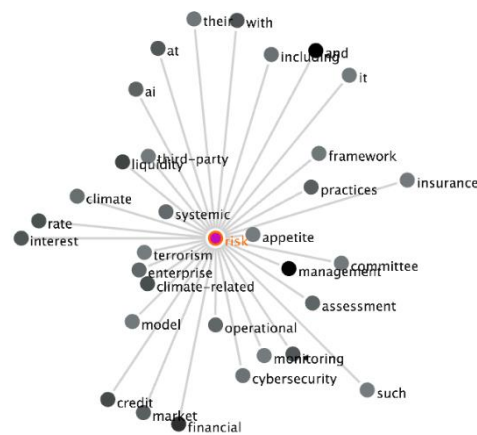 their
with
at
including
and
it
ai
third-party
liquidity
framework
practices
insurance
climate
systemic
rate
interest
risk
appetite
terrorism
enterprise
climate-related
committee
management
assessment
model
operational
monitoring
cybersecurity
such
credit
market
financial